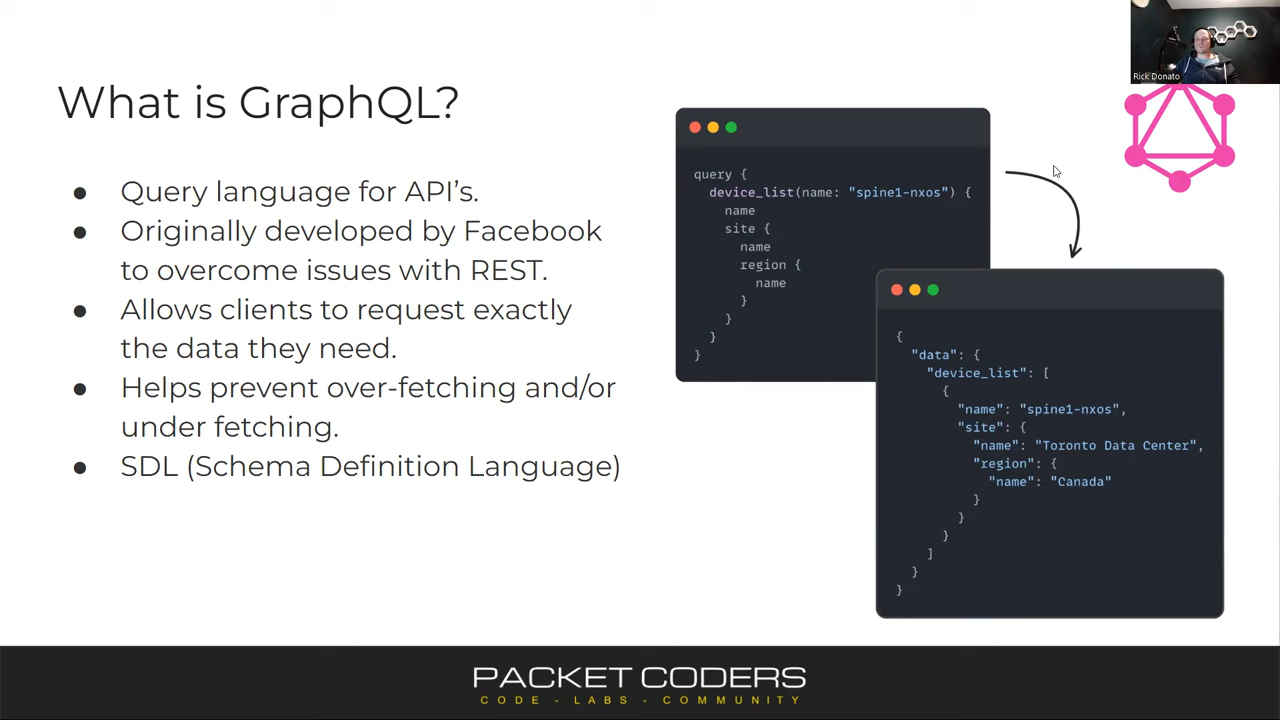 Rick Donato
What is GraphQL?
● Query language for API's.
● Originally developed by Facebook
to overcome issues with REST.
● Allows clients to request exactly
the data they need.
● Helps prevent over-fetching and/or
under fetching.
● SDL (Schema Definition Language)
query {
  device_list(name: "spine1-nxos") {
    name
    site {
      name
      region {
        name
      }
    }
  }
}
{
  "data": {
    "device_list": [
      {
        "name": "spine1-nxos",
        "site": {
          "name": "Toronto Data Center",
          "region": {
            "name": "Canada"
          }
        }
      }
    ]
  }
}
PACKET CODERS
CODE - LABS - COMMUNITY